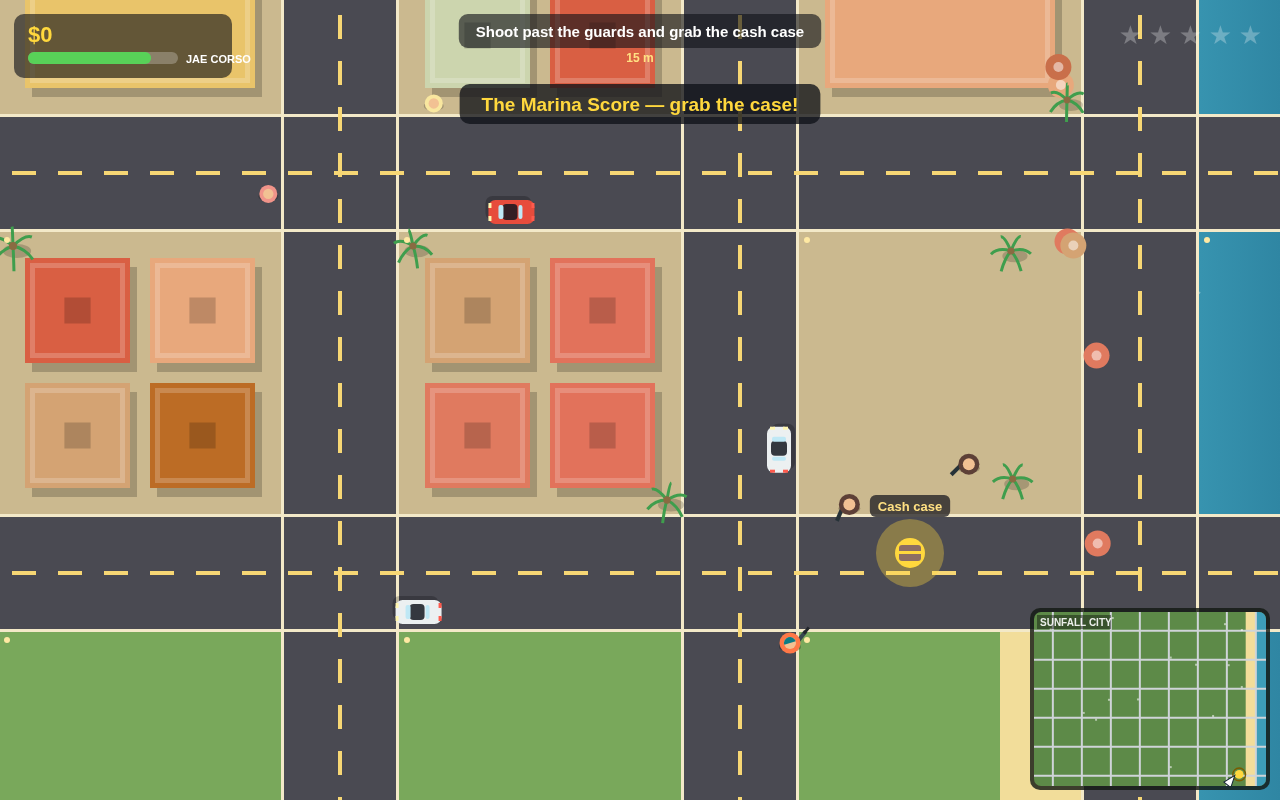 $0
JAE CORSO
Shoot past the guards and grab the cash case
15 m
The Marina Score — grab the case!
Cash case
SUNFALL CITY